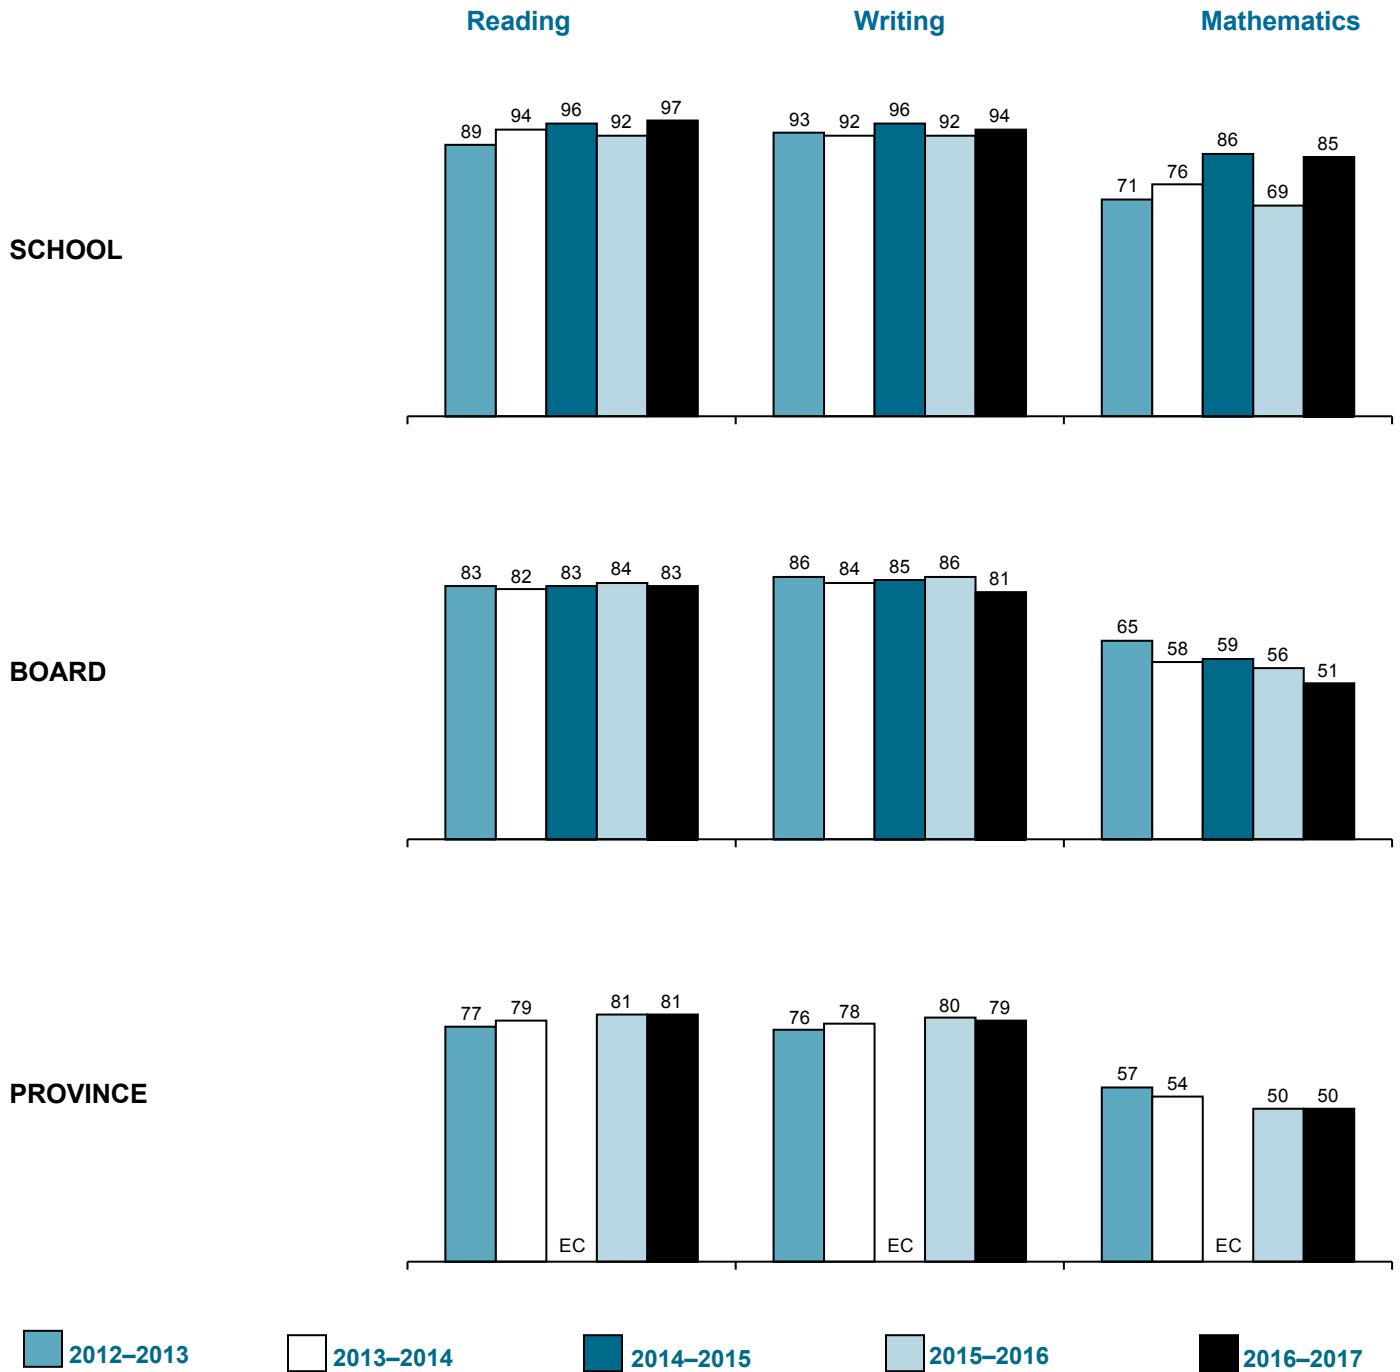 Reading Writing Mathematics
SCHOOL
89 94 96 92 97 93 92 96 92 94 71 76 86 69 85
BOARD
83 82 83 84 83 86 84 85 86 81 65 58 59 56 51
PROVINCE
77 79 EC 81 81 76 78 EC 80 79 57 54 EC 50 50
2012–2013 2013–2014 2014–2015 2015–2016 2016–2017